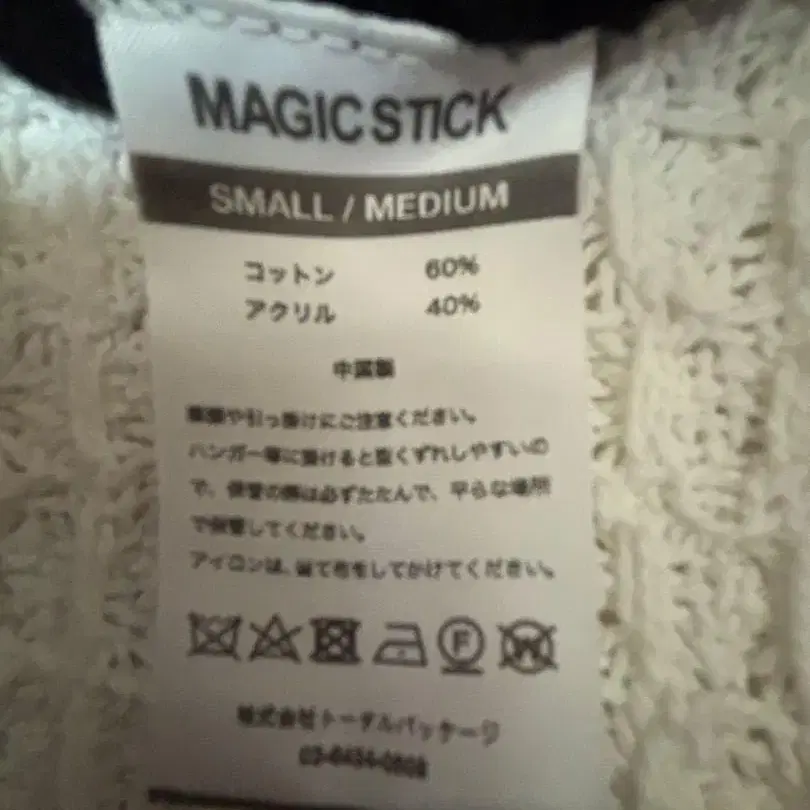 MAGIC STICK
SMALL / MEDIUM
コットン 60%
アクリル 40%
中国製
や引っ掛けにご注意ください。
ハンガー等に掛けると型くずれしやすいの
で、保管の際は必ずたたんで、平らな場所
で保管してください。
アイロンは、当て布をしてかけてください。
F
W
株式会社トータルパッケージ